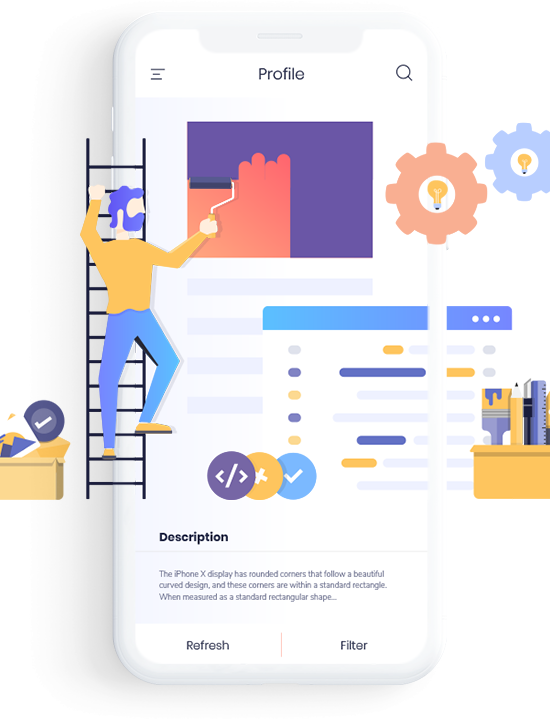 Profile
</>
Description
The iPhone X display has rounded corners that follow a beautiful
curved design, and these corners are within a standard rectangle.
When measured as a standard rectangular shape...
Refresh
Filter